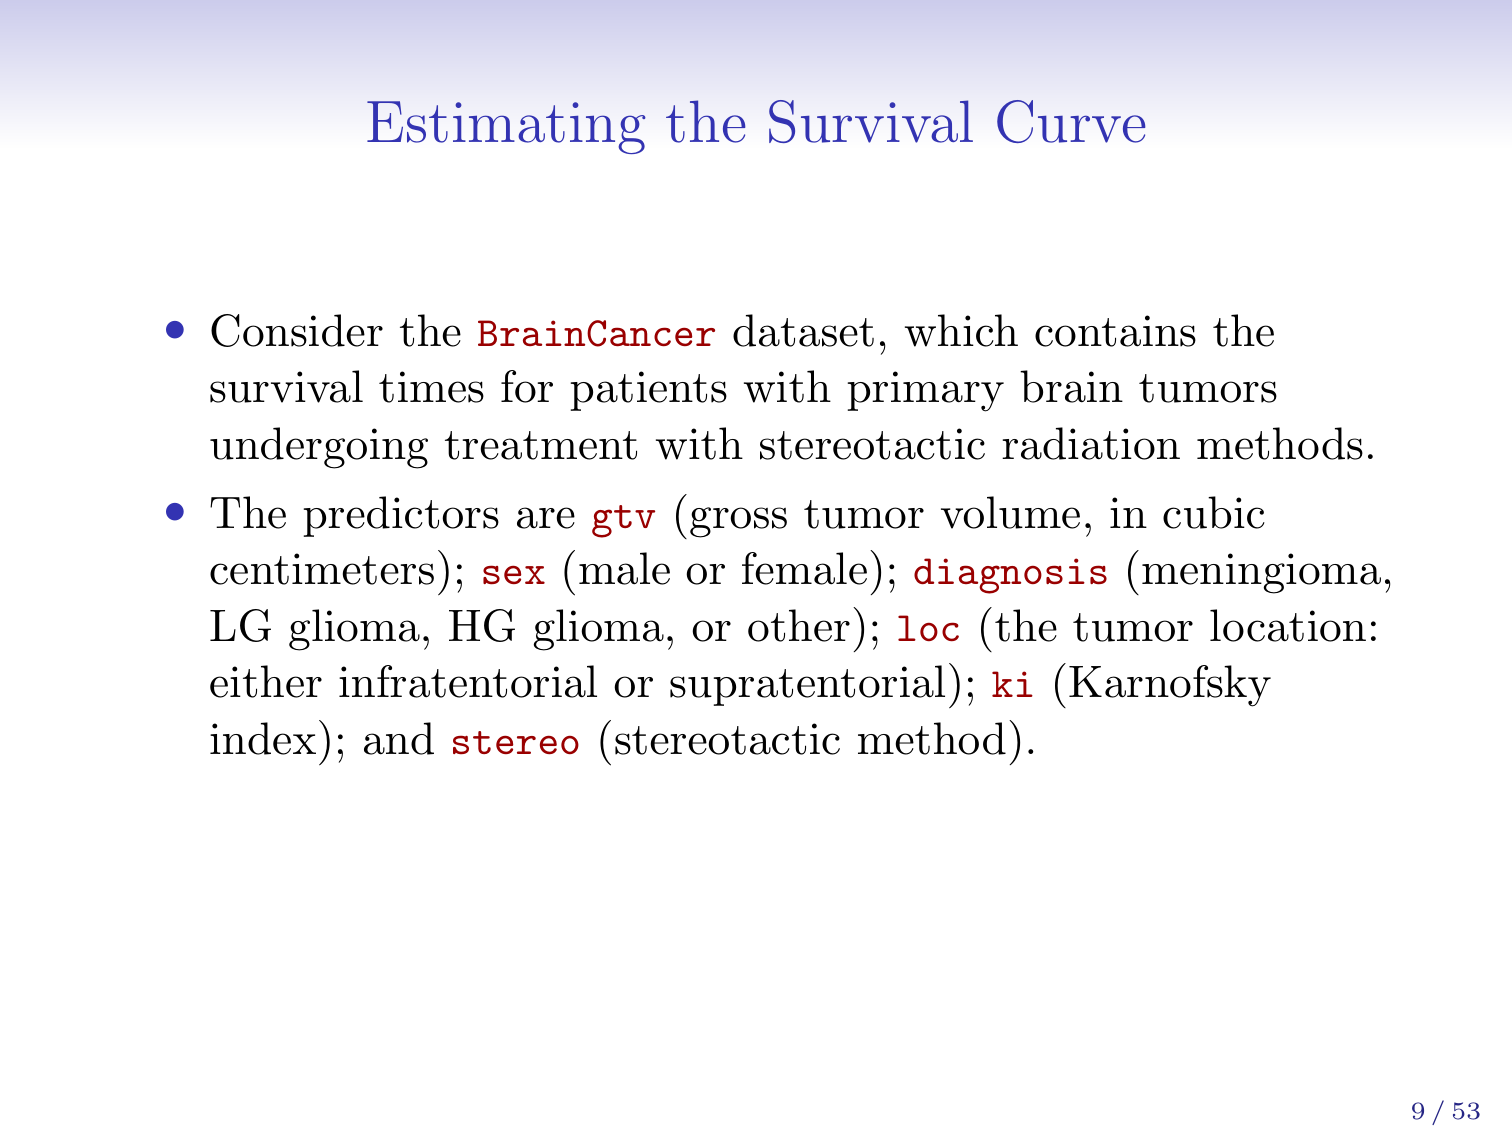 Estimating the Survival Curve
• Consider the BrainCancer dataset, which contains the
survival times for patients with primary brain tumors
undergoing treatment with stereotactic radiation methods.
• The predictors are gtv (gross tumor volume, in cubic
centimeters); sex (male or female); diagnosis (meningioma,
LG glioma, HG glioma, or other); loc (the tumor location:
either infratentorial or supratentorial); ki (Karnofsky
index); and stereo (stereotactic method).
9 / 53